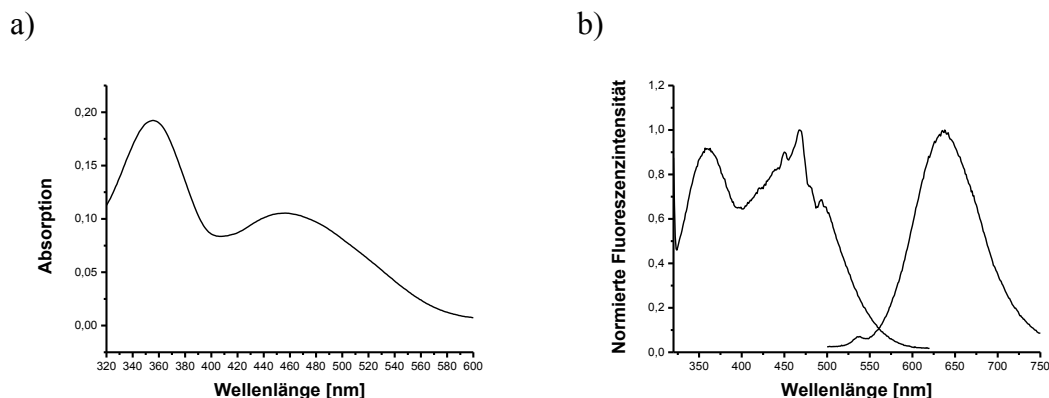 a)
b)
0,20
0,15
0,10
0,05
0,00
Absorption
320 340 360 380 400 420 440 460 480 500 520 540 560 580 600
Wellenlänge [nm]
1,2
1,0
0,8
0,6
0,4
0,2
0,0
Normierte Fluoreszenzintensität
350 400 450 500 550 600 650 700 750
Wellenlänge [nm]